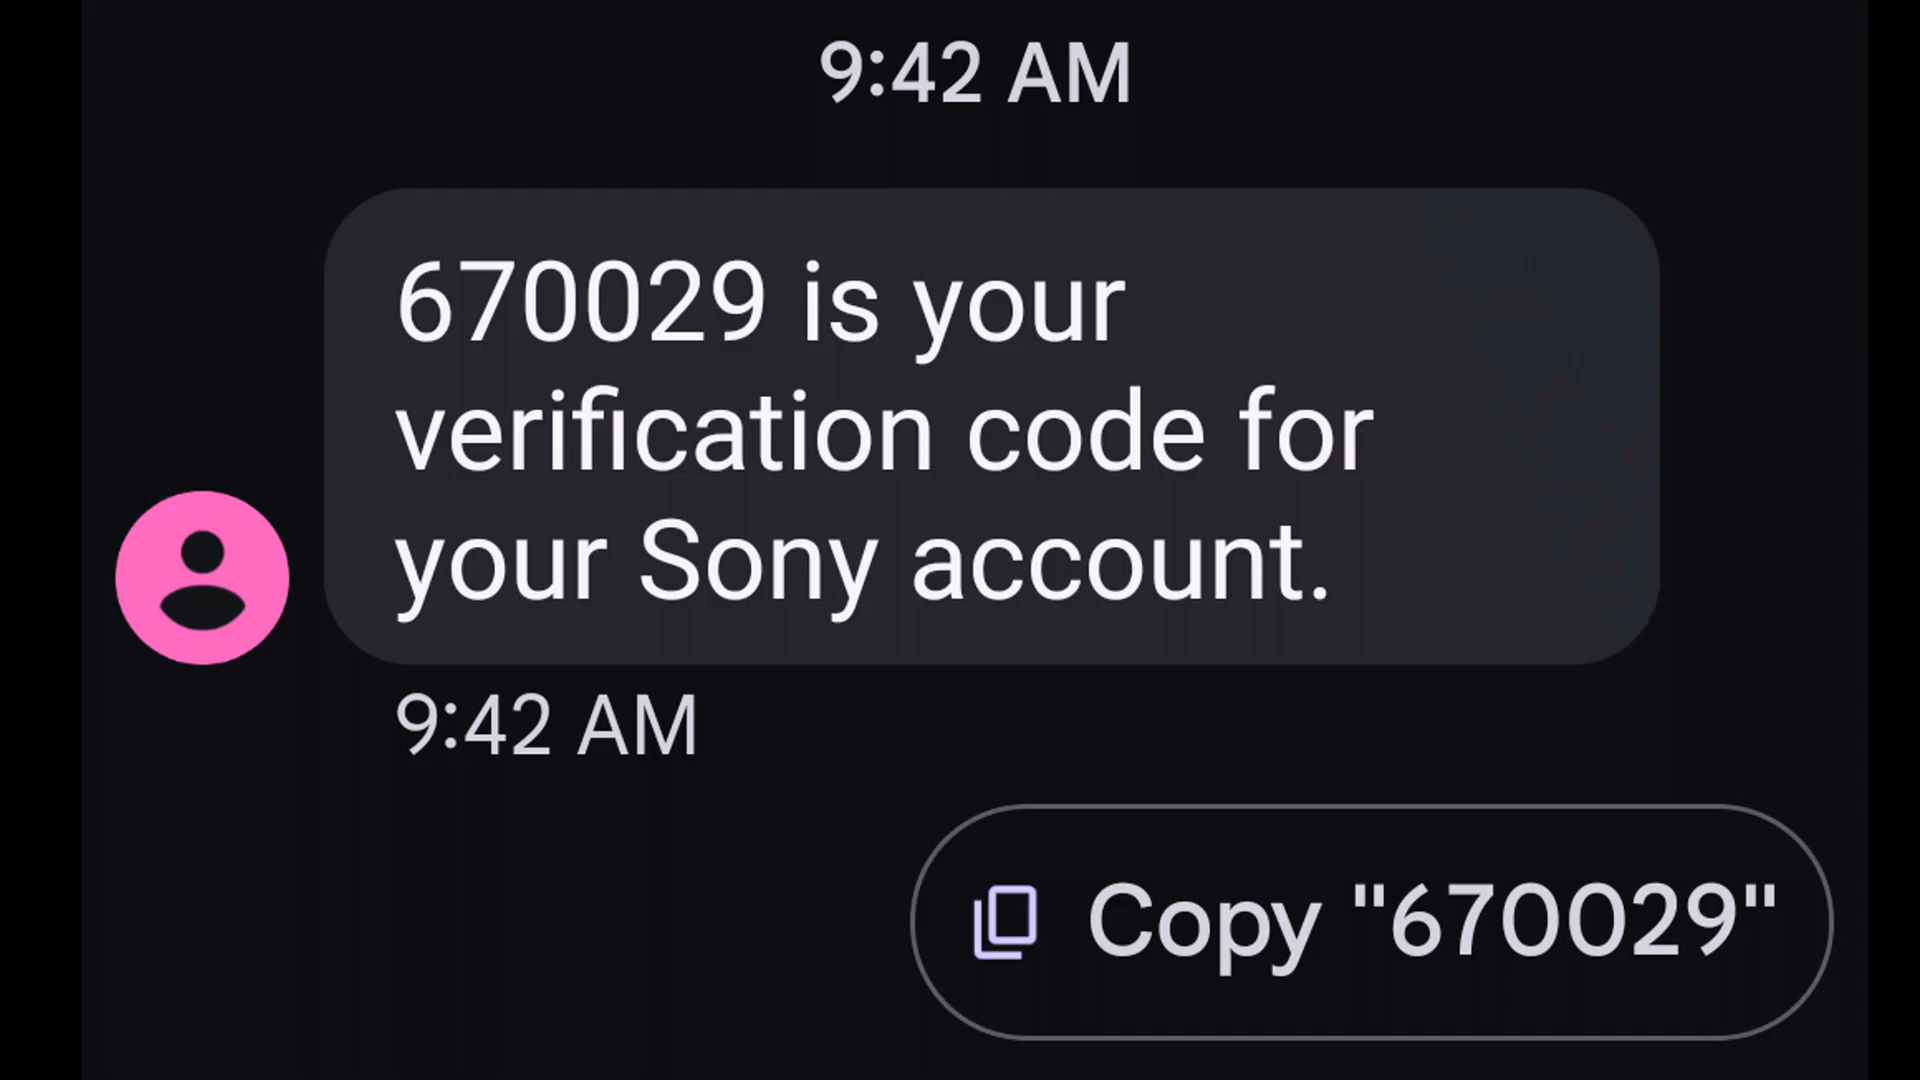 9:42 AM
670029 is your
verification code for
your Sony account.
9:42 AM
Copy "670029"